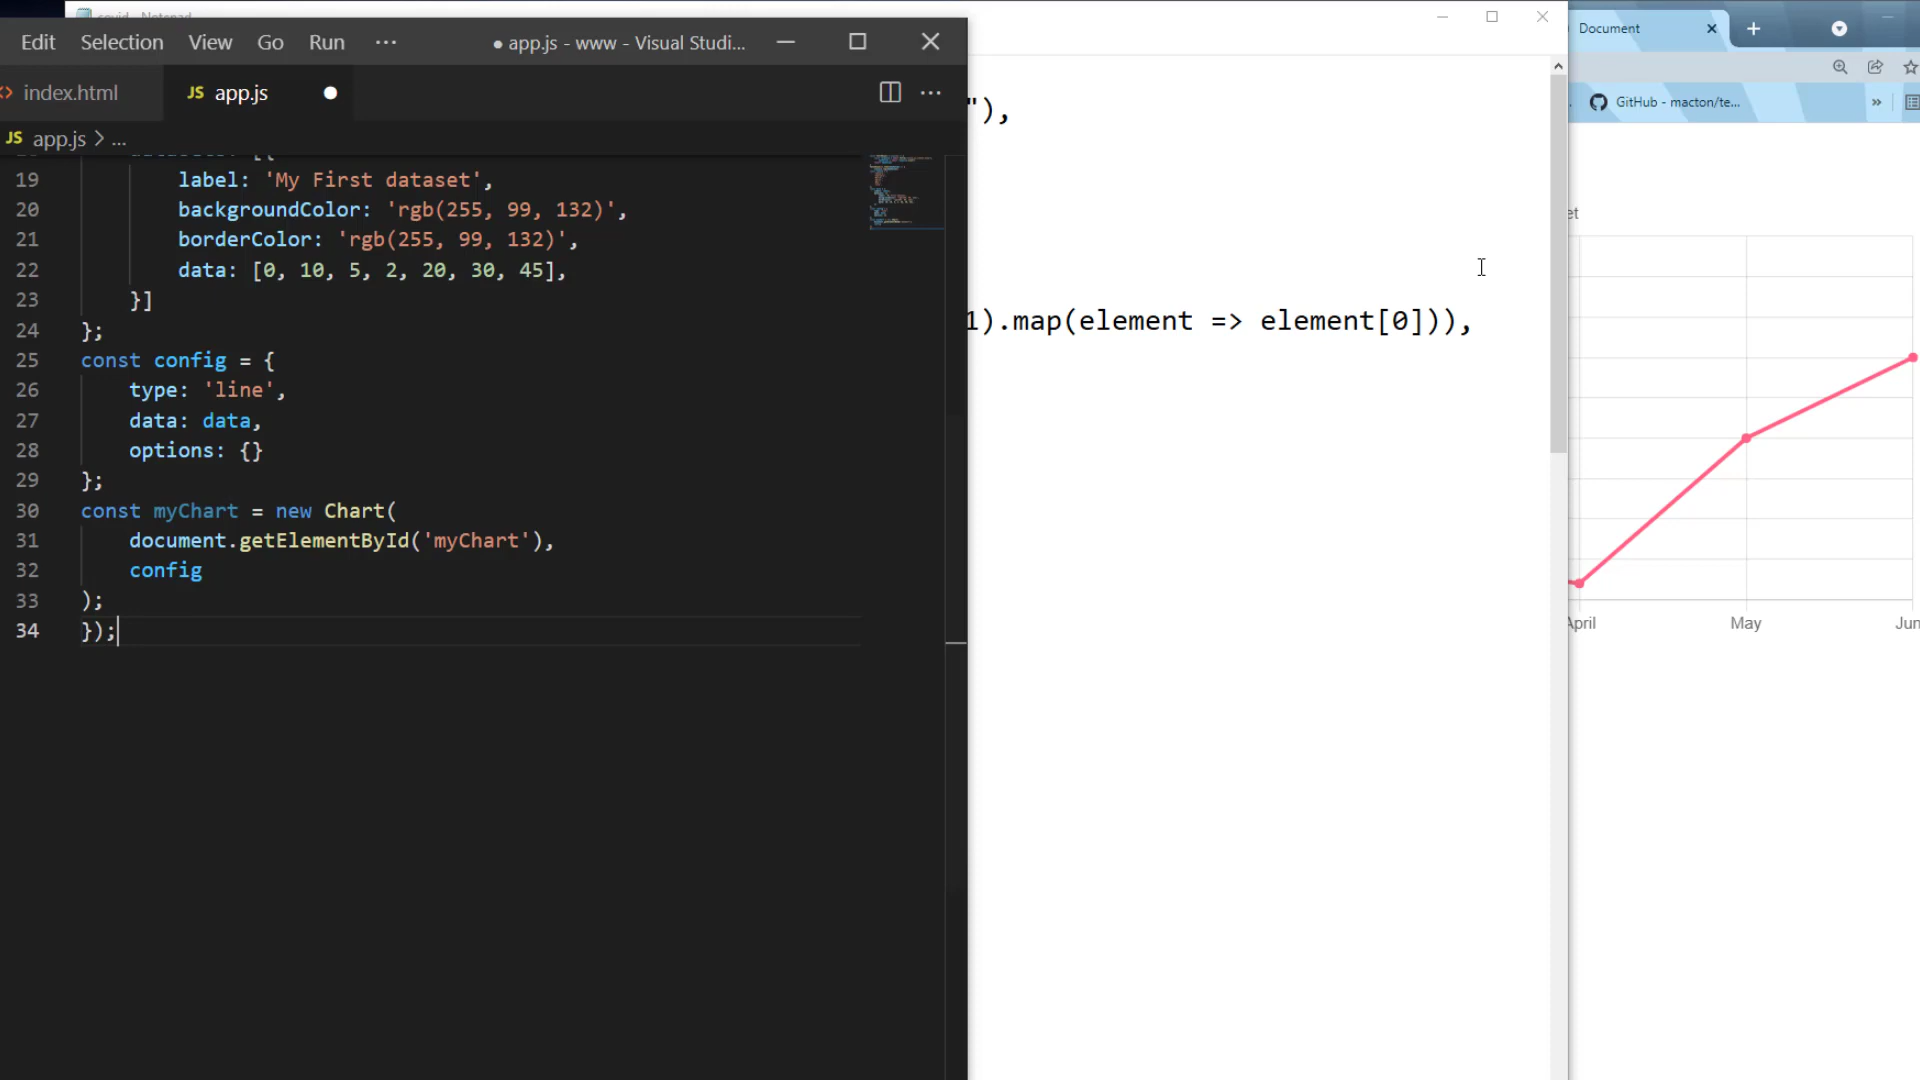 covid - Notepad
Edit Selection View Go Run ··· ● app.js - www - Visual Studi...
index.html JS app.js
JS app.js > ...
19 label: 'My First dataset',
20 backgroundColor: 'rgb(255, 99, 132)',
21 borderColor: 'rgb(255, 99, 132)',
22 data: [0, 10, 5, 2, 20, 30, 45],
23 }]
24 };
25 const config = {
26 type: 'line',
27 data: data,
28 options: {}
29 };
30 const myChart = new Chart(
31 document.getElementById('myChart'),
32 config
33 );
34 });
"),
1).map(element => element[0])),
Document
GitHub - macton/te...
et
April May Jun